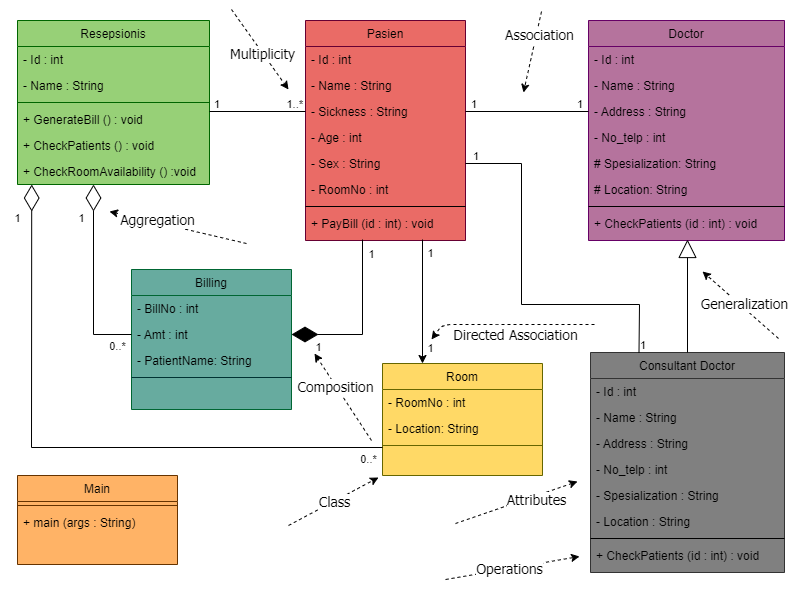 Resepsionis
- Id : int
- Name : String
+ GenerateBill () : void
+ CheckPatients () : void
+ CheckRoomAvailability () :void
Multiplicity
1
1..*
Pasien
- Id : int
- Name : String
- Sickness : String
- Age : int
- Sex : String
- RoomNo : int
+ PayBill (id : int) : void
Association
1
1
1
Doctor
- Id : int
- Name : String
- Address : String
- No_telp : int
# Spesialization: String
# Location: String
+ CheckPatients (id : int) : void
1
1
Aggregation
1
1
Generalization
Billing
- BillNo : int
- Amt : int
- PatientName: String
0..*
1
Directed Association
1
1
Composition
Room
- RoomNo : int
- Location: String
0..*
Consultant Doctor
- Id : int
- Name : String
- Address : String
- No_telp : int
- Spesialization : String
- Location : String
+ CheckPatients (id : int) : void
Main
+ main (args : String)
Class
Attributes
Operations